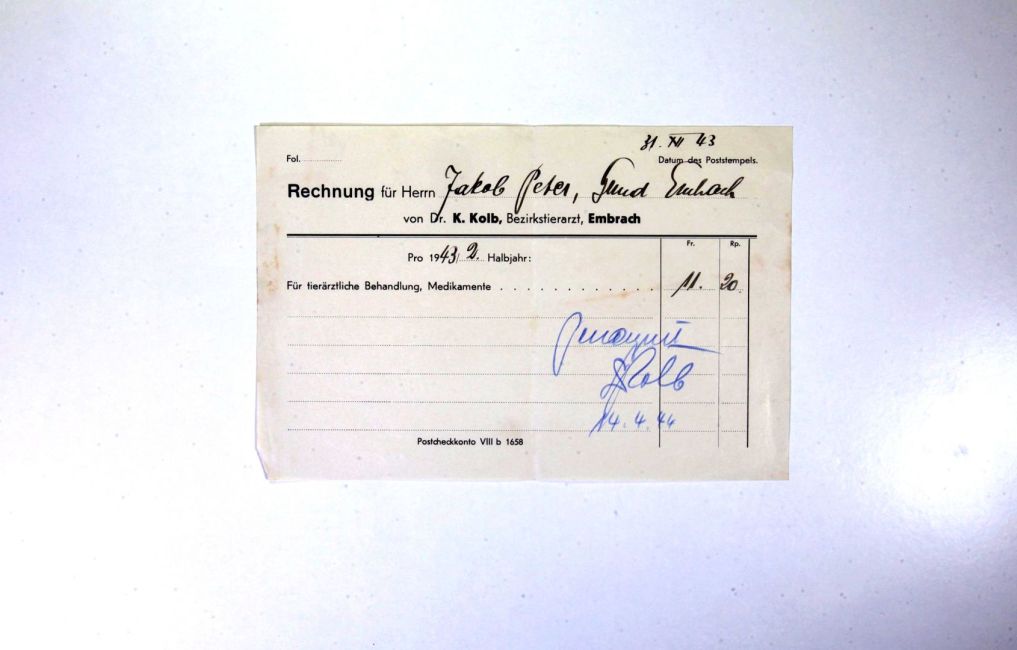 31. XII 43
Fol. Datum des Poststempels.
Rechnung für Herrn Jakob Peter, Embrach
von Dr. K. Kolb, Bezirkstierarzt, Embrach
Fr. Rp.
Pro 1943/2. Halbjahr:
Für tierärztliche Behandlung, Medikamente . . . . . . . . . . . . 11. 20
Kolb
14. 4. 44
Postcheckkonto VIII b 1658